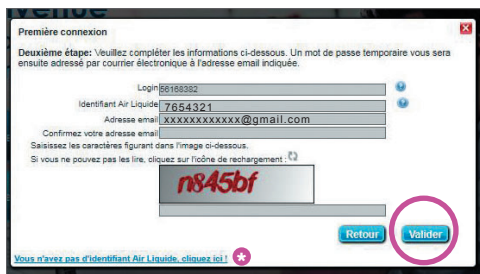 Première connexion
Deuxième étape: Veuillez compléter les informations ci-dessous. Un mot de passe temporaire vous sera
ensuite adressé par courrier électronique à l'adresse email indiquée.
Login 56168382
Identifiant Air Liquide 7654321
Adresse email xxxxxxxxxxxx@gmail.com
Confirmez votre adresse email
Saisissez les caractères figurant dans l'image ci-dessous.
Si vous ne pouvez pas les lire, cliquez sur l'icône de rechargement :
n845bf
Retour Valider
Vous n'avez pas d'identifiant Air Liquide, cliquez ici ! *